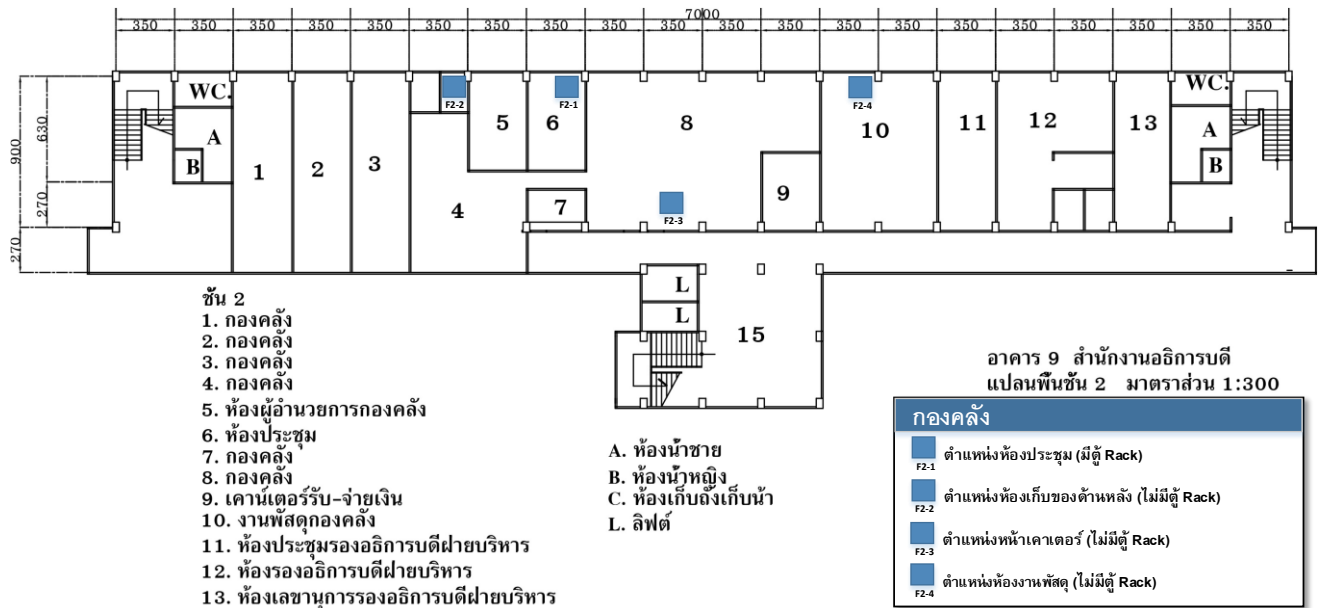 7000
350 350 350 350 350 350 350 350 350 350 350 350 350 350 350 350 350 350 350 350
900
630
270
270
WC.
A
B
1
2
3
4
F2-2
5
F2-1
6
7
8
F2-3
9
F2-4
10
11
12
13
WC.
A
B
L
L
15
ชั้น 2
1. กองคลัง
2. กองคลัง
3. กองคลัง
4. กองคลัง
5. ห้องผู้อำนวยการกองคลัง
6. ห้องประชุม
7. กองคลัง
8. กองคลัง
9. เคาน์เตอร์รับ-จ่ายเงิน
10. งานพัสดุกองคลัง
11. ห้องประชุมรองอธิการบดีฝ่ายบริหาร
12. ห้องรองอธิการบดีฝ่ายบริหาร
13. ห้องเลขานุการรองอธิการบดีฝ่ายบริหาร
A. ห้องน้ำชาย
B. ห้องน้ำหญิง
C. ห้องเก็บถังเก็บน้ำ
L. ลิฟต์
อาคาร 9 สำนักงานอธิการบดี
แปลนพื้นชั้น 2 มาตราส่วน 1:300
กองคลัง
F2-1 ตำแหน่งห้องประชุม (มีตู้ Rack)
F2-2 ตำแหน่งห้องเก็บของด้านหลัง (ไม่มีตู้ Rack)
F2-3 ตำแหน่งหน้าเคาเตอร์ (ไม่มีตู้ Rack)
F2-4 ตำแหน่งห้องงานพัสดุ (ไม่มีตู้ Rack)